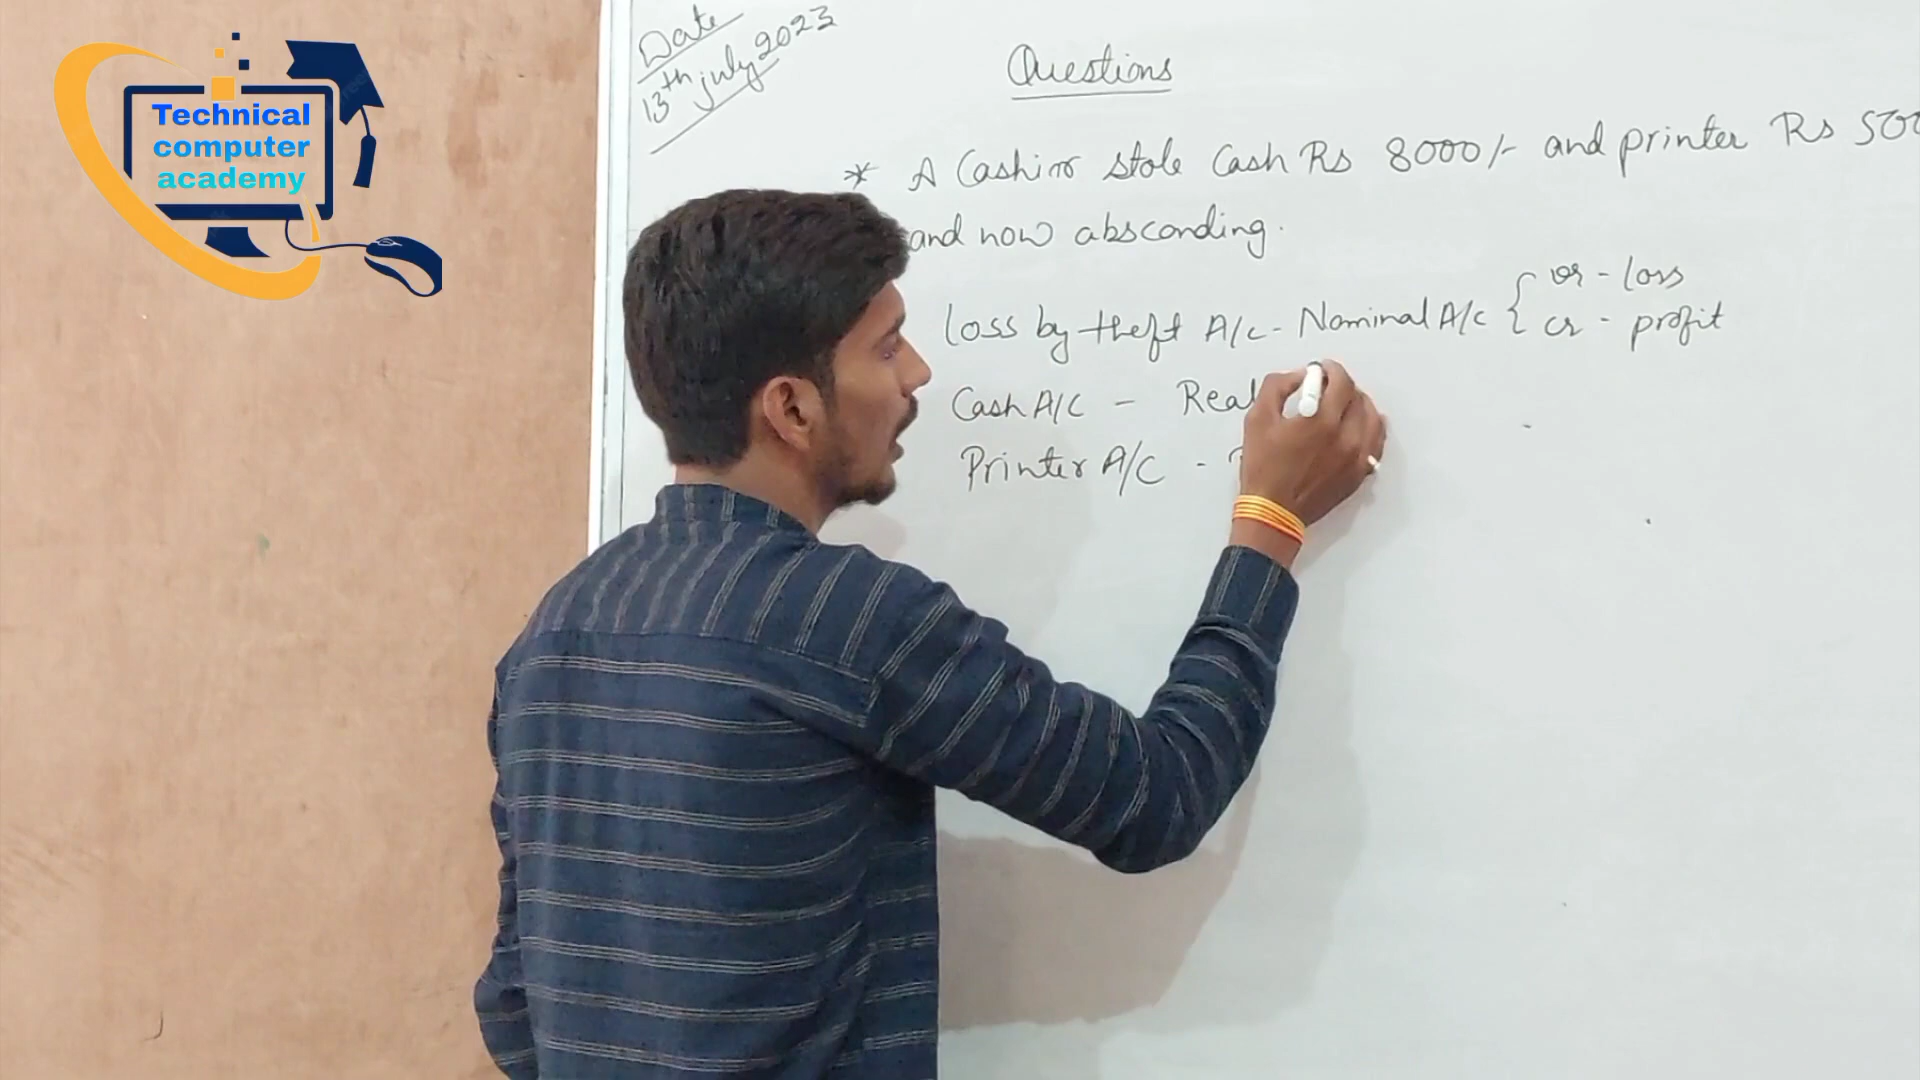 Technical
computer
academy
Date
13th july 2023
Questions
* A Cashier stole Cash Rs 8000/- and printer Rs 500
and now absconding.
loss by theft A/c - Nominal A/c { Dr - loss
cr - profit
Cash A/C - Real
Printer A/C -